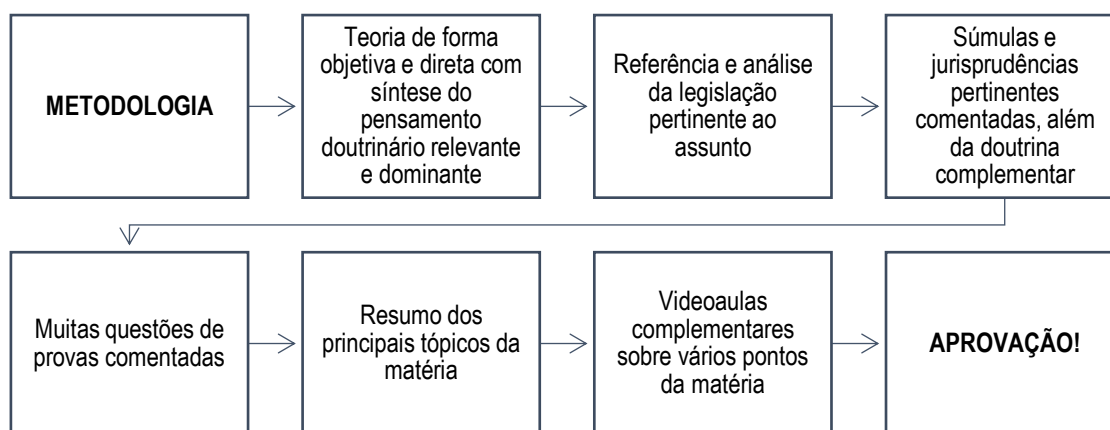 METODOLOGIA
Teoria de forma
objetiva e direta com
síntese do
pensamento
doutrinário relevante
e dominante
Referência e análise
da legislação
pertinente ao
assunto
Súmulas e
jurisprudências
pertinentes
comentadas, além
da doutrina
complementar
Muitas questões de
provas comentadas
Resumo dos
principais tópicos da
matéria
Videoaulas
complementares
sobre vários pontos
da matéria
APROVAÇÃO!